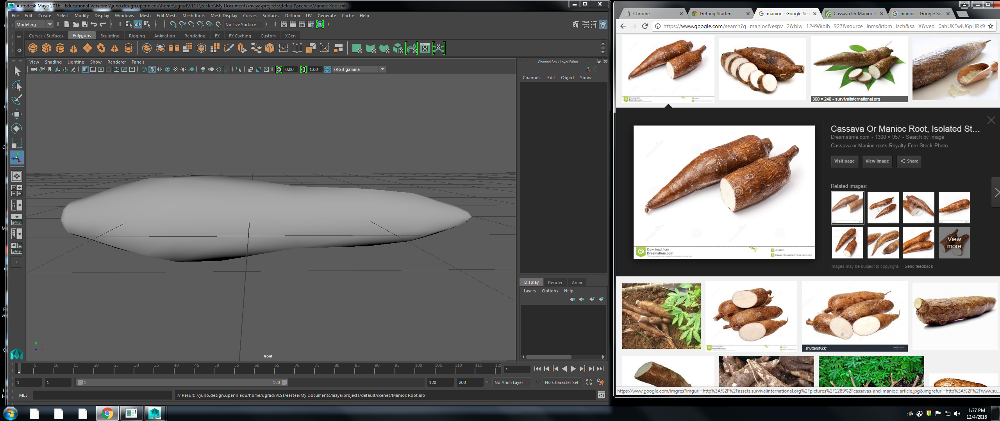 Autodesk Maya 2016 - Educational Version: \\juno.design.upenn.edu\home\ugrad\VLST\eestee\My Documents\maya\projects\default\scenes\Manioc Root.mb
File Edit Create Select Modify Display Windows Mesh Edit Mesh Mesh Tools Mesh Display Curves Surfaces Deform UV Generate Cache Help
Modeling No Live Surface
Curves / Surfaces Polygons Sculpting Rigging Animation Rendering FX FX Caching Custom XGen
View Shading Lighting Show Renderer Panels
0.00 1.00 sRGB gamma
front
Channel Box / Layer Editor
Channels Edit Object Show
Display Render Anim
Layers Options Help
1 5 10 15 20 25 30 35 40 45 50 55 60 65 70 75 80 85 90 95 100 105 110 115 120
1
1 1 1 120 120 200 No Anim Layer No Character Set
MEL // Result: //juno.design.upenn.edu/home/ugrad/VLST/eestee/My Documents/maya/projects/default/scenes/Manioc Root.mb
Chrome Getting Started manioc - Google Sea Cassava Or Manioc R manioc - Google Sea
https://www.google.com/search?q=manioc&espv=2&biw=1249&bih=927&source=lnms&tbm=isch&sa=X&ved=0ahUKEwiU6pHRk9
360 × 240 - survivalinternational.org
Cassava Or Manioc Root, Isolated St...
Dreamstime.com - 1300 × 957 - Search by image
Cassava or Manioc roots Royalty Free Stock Photo
Visit page View image Share
Related images:
View
more
Images may be subject to copyright. - Send feedback
Download from
Dreamstime.com
Edward Westmacott | Dreamstime.com
shutterstock
https://www.google.com/imgres?imgurl=http%3A%2F%2Fassets.survivalinternational.org%2Fpictures%2F1289%2Fcassavas-and-manioc_article.jpg&imgrefurl=http%3A%2F%2Fwww.su...
1:37 PM
12/4/2016